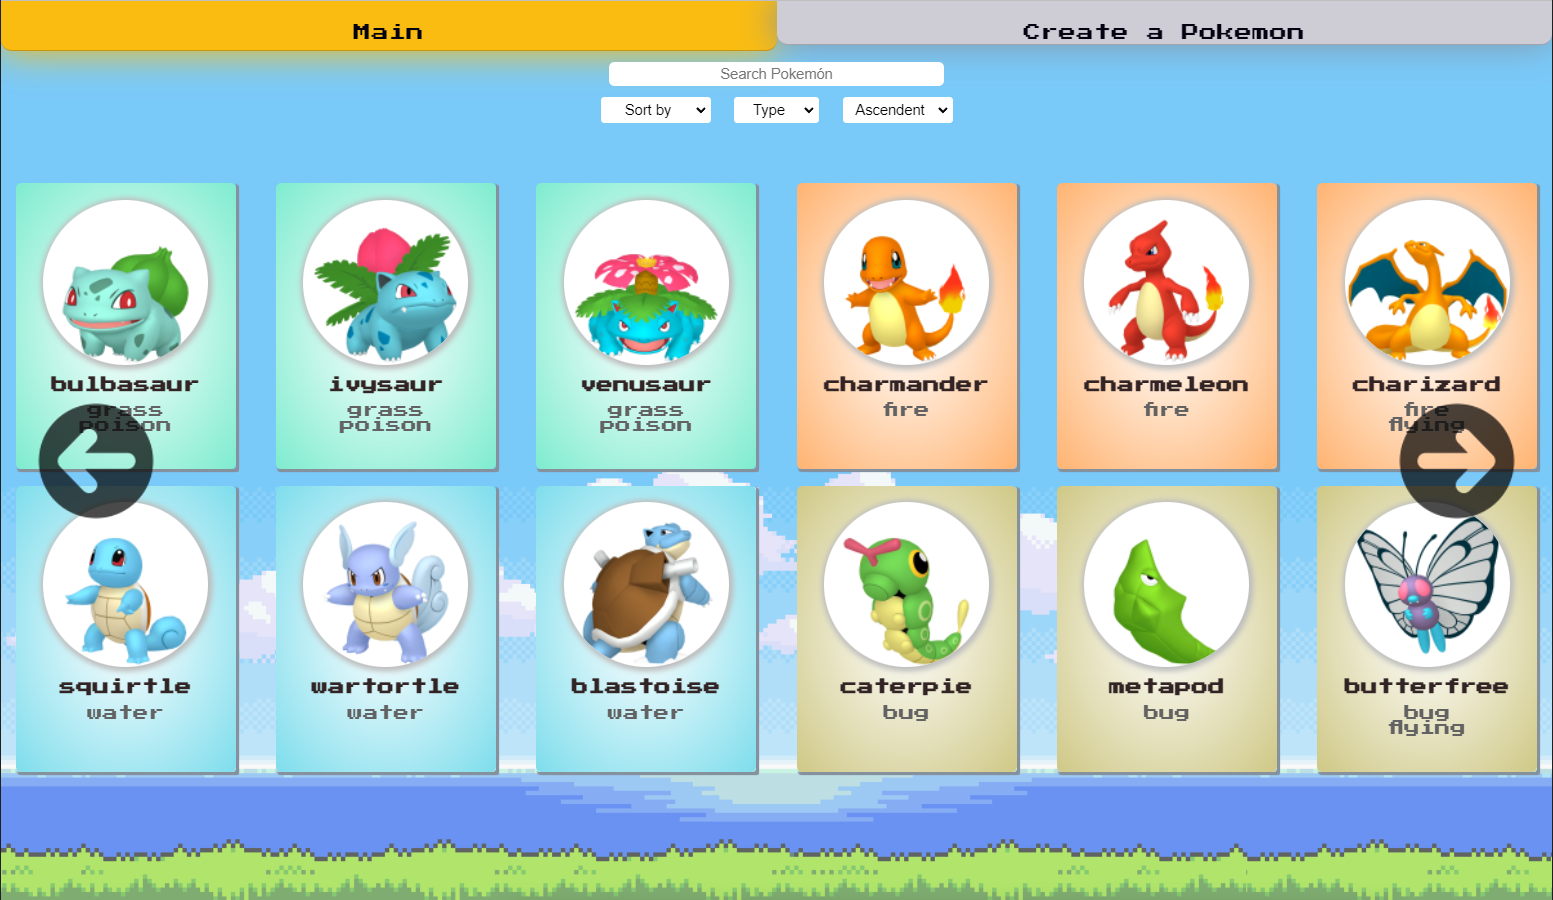 Main
Create a Pokemon
Search Pokemón
Sort by
Type
Ascendent
bulbasaur
grass
poison
ivysaur
grass
poison
venusaur
grass
poison
charmander
fire
charmeleon
fire
charizard
fire
flying
squirtle
water
wartortle
water
blastoise
water
caterpie
bug
metapod
bug
butterfree
bug
flying